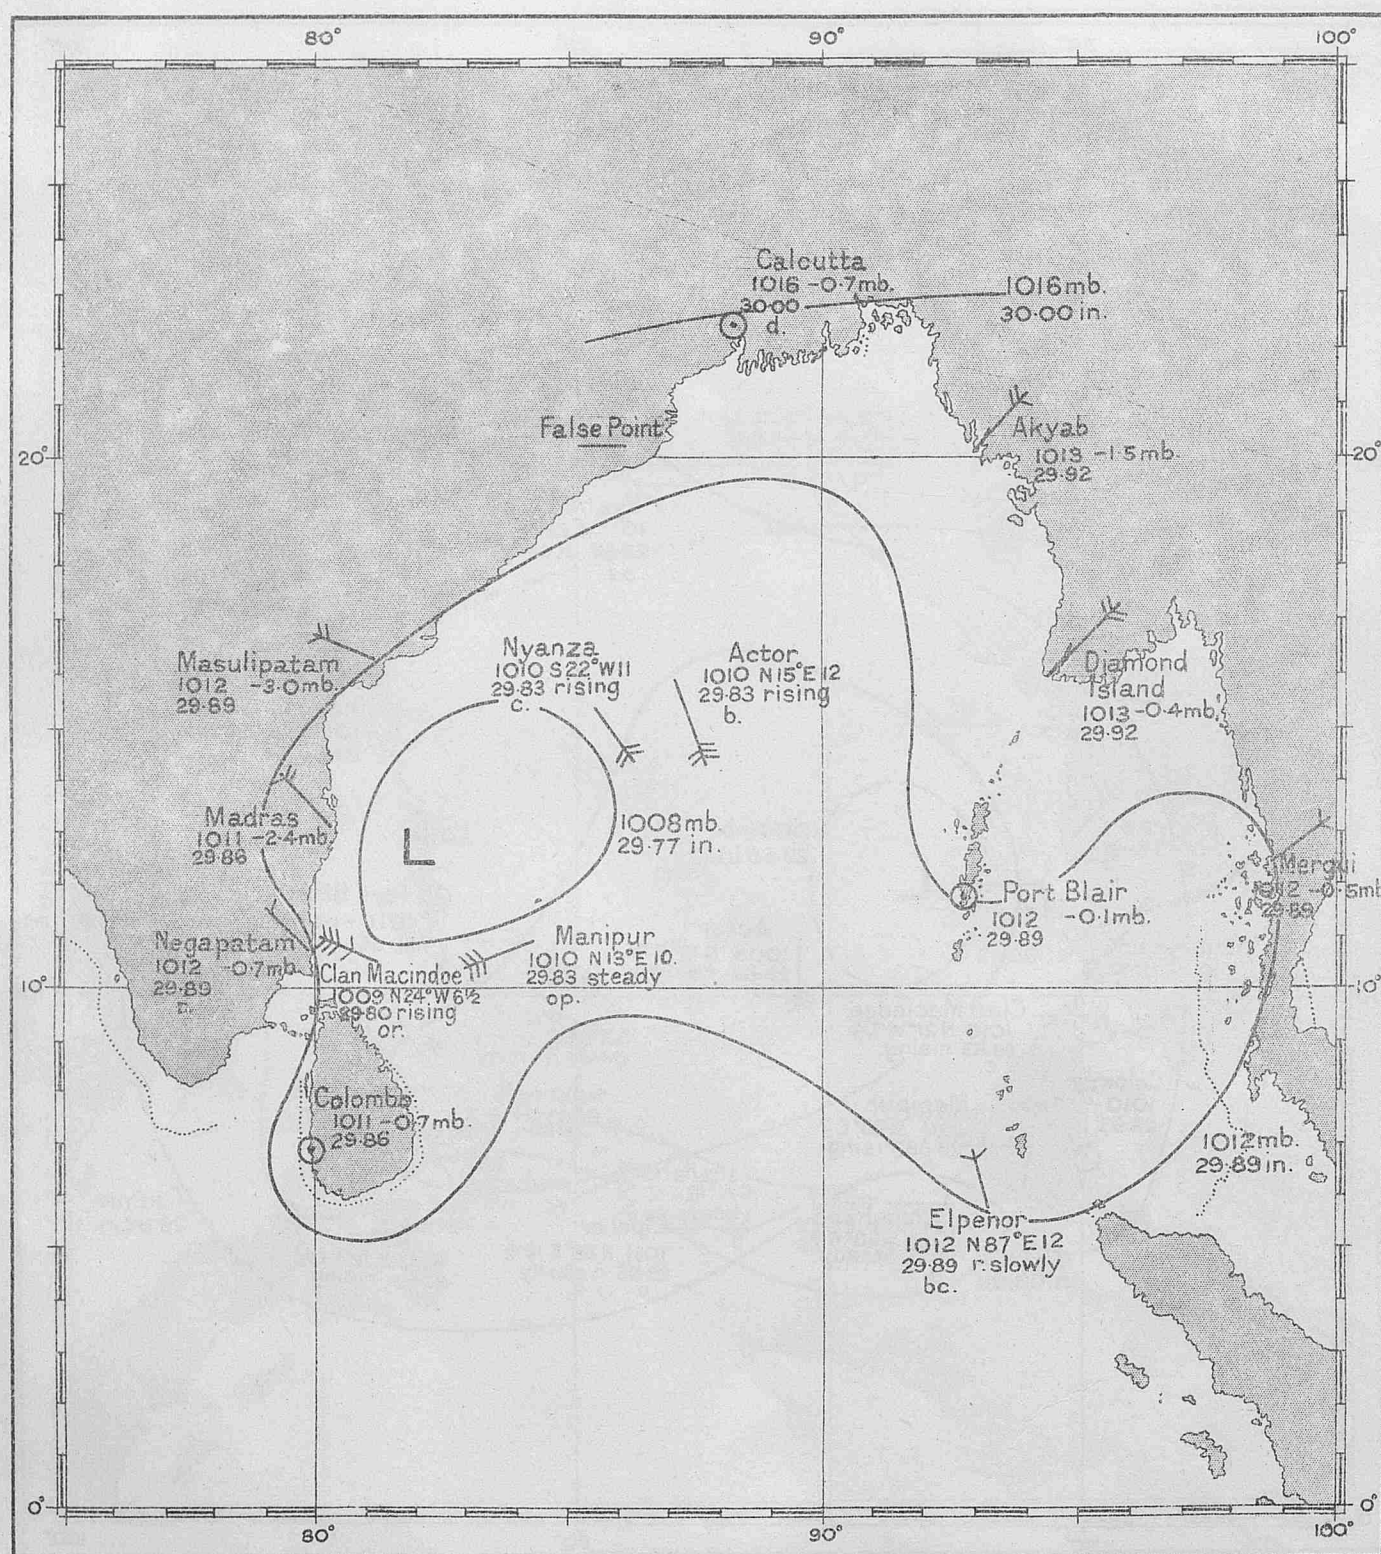 80° 90° 100°
Calcutta
1016 -0.7mb.
30.00
d.
1016mb.
30.00 in.
False Point
Akyab
1013 -1.5mb.
29.92
20° 20°
Masulipatam
1012 -3.0mb.
29.89
Nyanza
1010 S22°W11
29.83 rising
c.
Actor
1010 N15°E12
29.83 rising
b.
Diamond
Island
1013 -0.4mb.
29.92
Madras
1011 -2.4mb.
29.86
L
1008mb.
29.77 in.
Mergui
1012 -0.5mb
29.89
Port Blair
1012 -0.1mb.
29.89
Negapatam
1012 -0.7mb.
29.89
Clan Macindoe
1009 N24°W6½
29.80 rising
or.
Manipur
1010 N13°E10.
29.83 steady
op.
10° 10°
Colombo
1011 -0.7mb.
29.86
1012mb.
29.89 in.
Elpenor
1012 N87°E12
29.89 r. slowly
bc.
0° 0°
80° 90° 100°